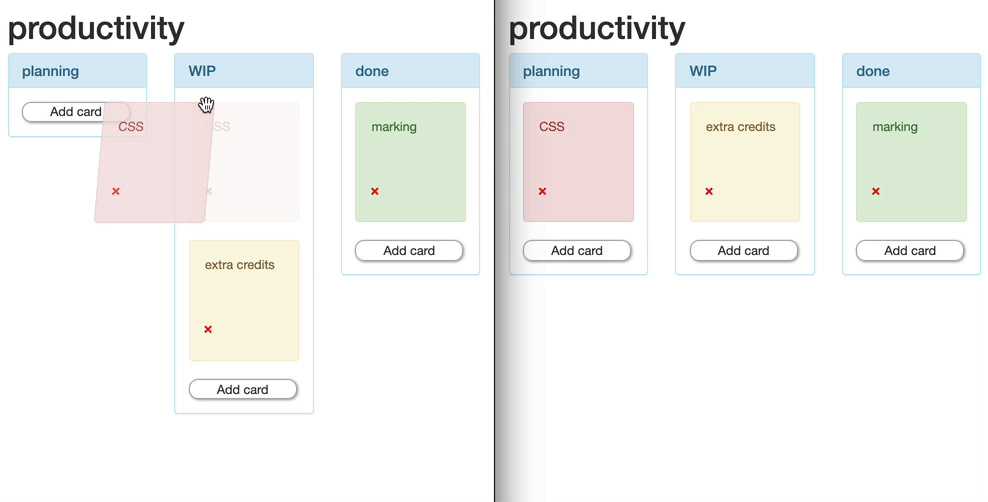 productivity
planning
WIP
done
Add card
CSS
SS
×
×
marking
×
extra credits
×
Add card
Add card
productivity
planning
WIP
done
CSS
×
extra credits
×
marking
×
Add card
Add card
Add card